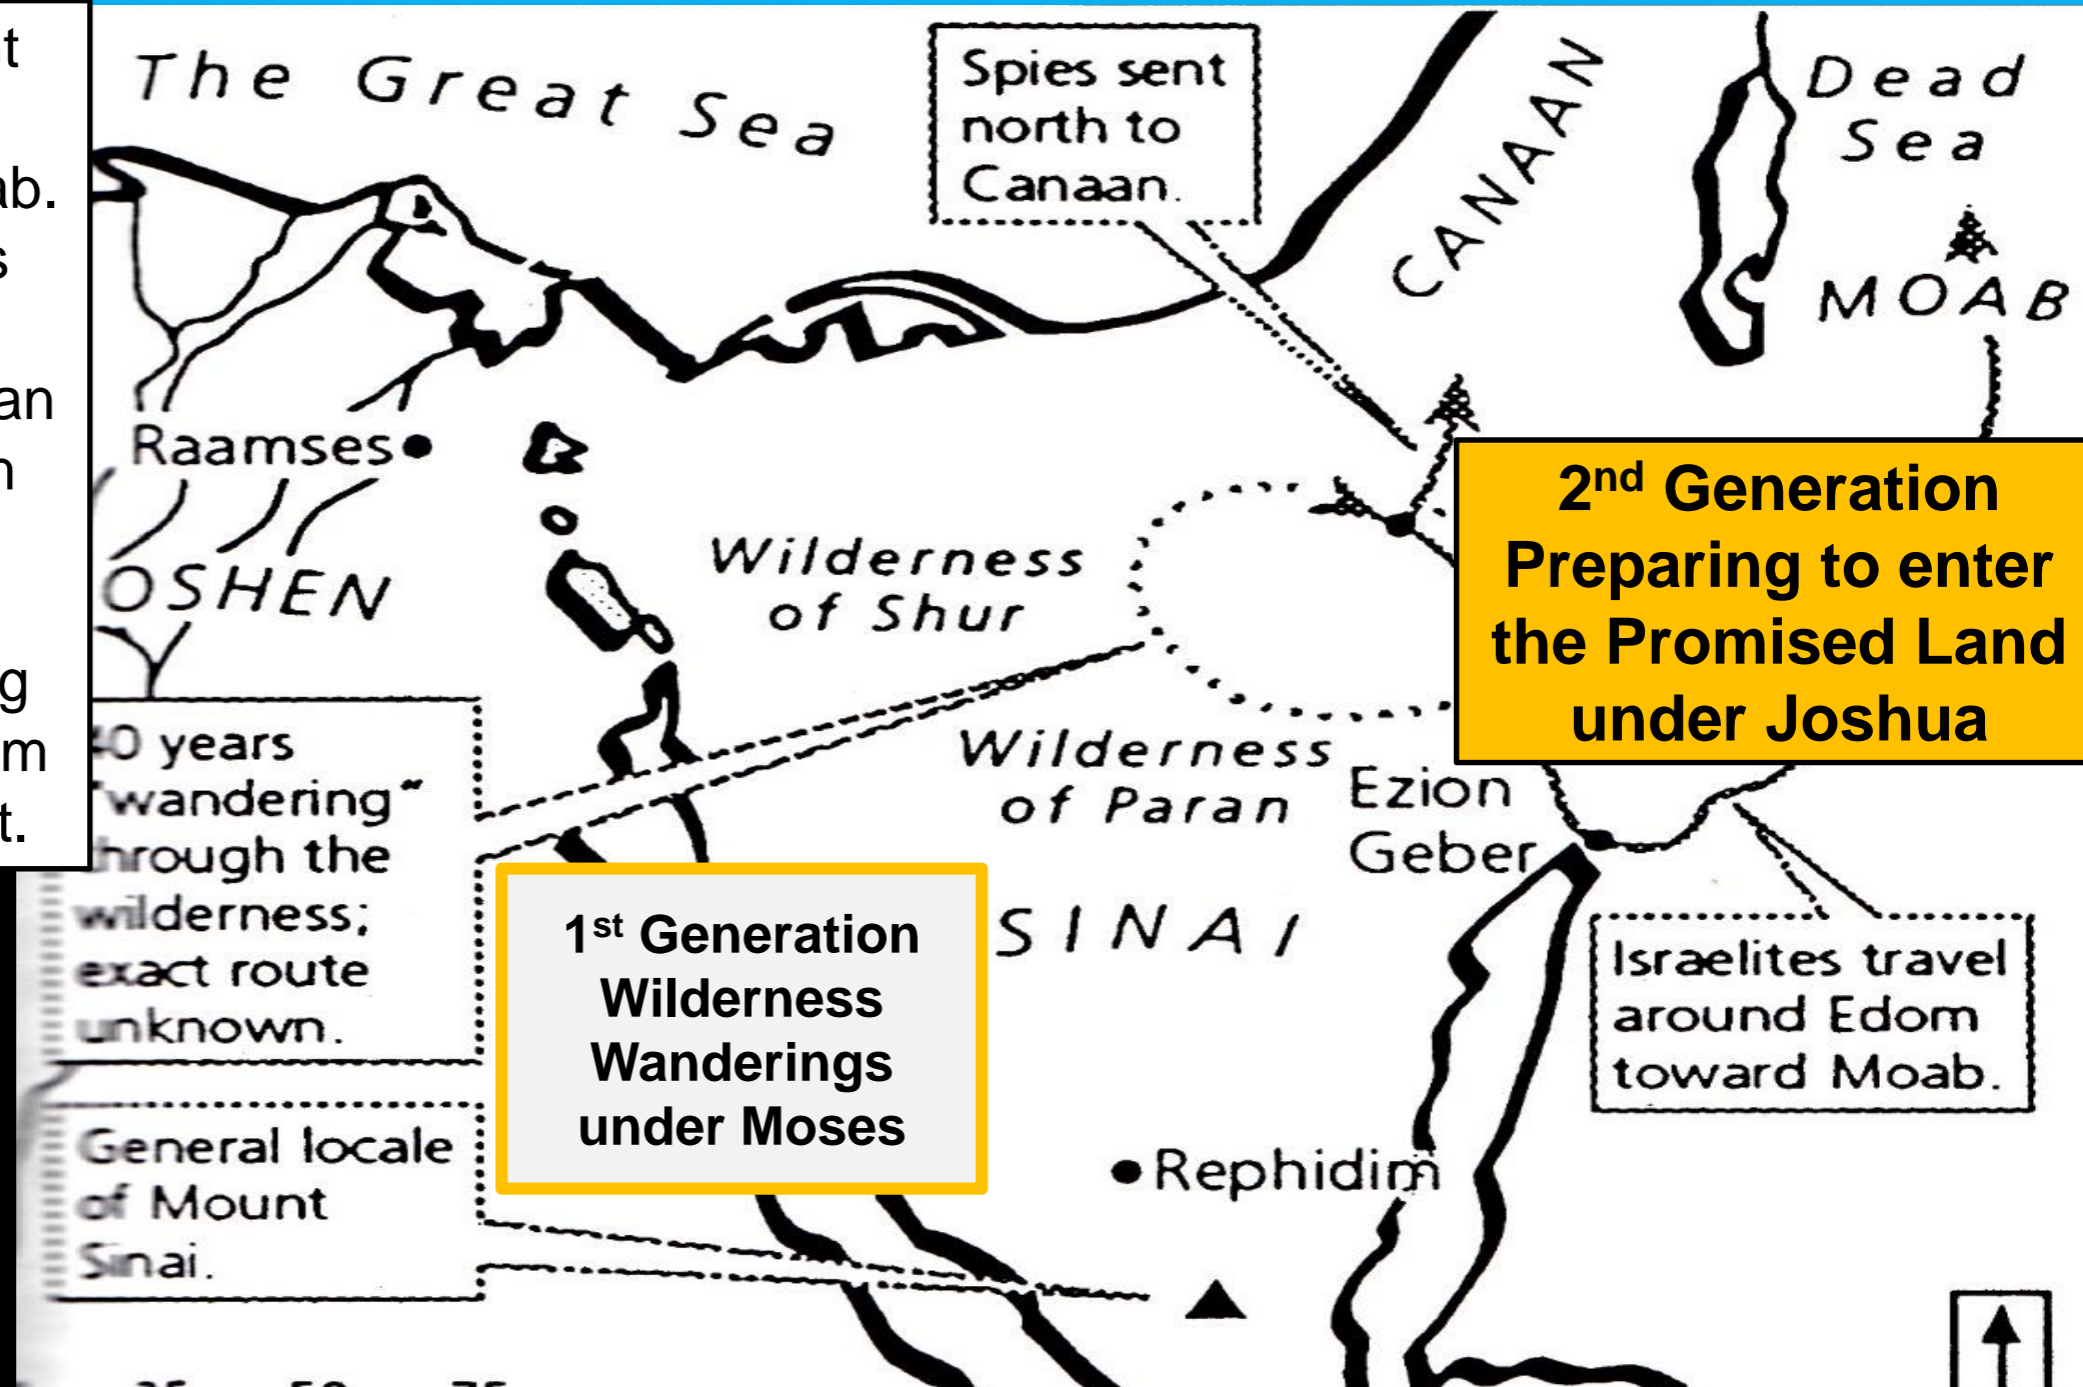 The Great Sea
Spies sent
north to
Canaan.
CANAAN
Dead
Sea
MOAB
Raamses
OSHEN
Wilderness
of Shur
2nd Generation
Preparing to enter
the Promised Land
under Joshua
40 years
"wandering"
through the
wilderness;
exact route
unknown.
Wilderness
of Paran
Ezion
Geber
1st Generation
Wilderness
Wanderings
under Moses
SINAI
Israelites travel
around Edom
toward Moab.
General locale
of Mount
Sinai.
Rephidim